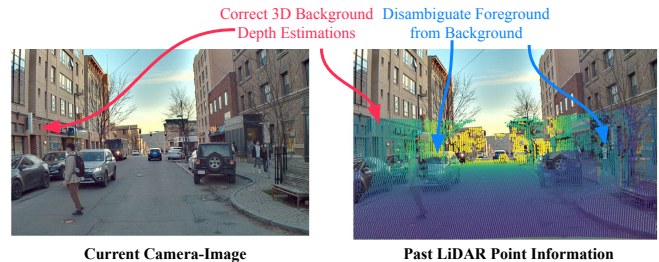 Correct 3D Background
Depth Estimations
Disambiguate Foreground
from Background
Current Camera-Image
Past LiDAR Point Information